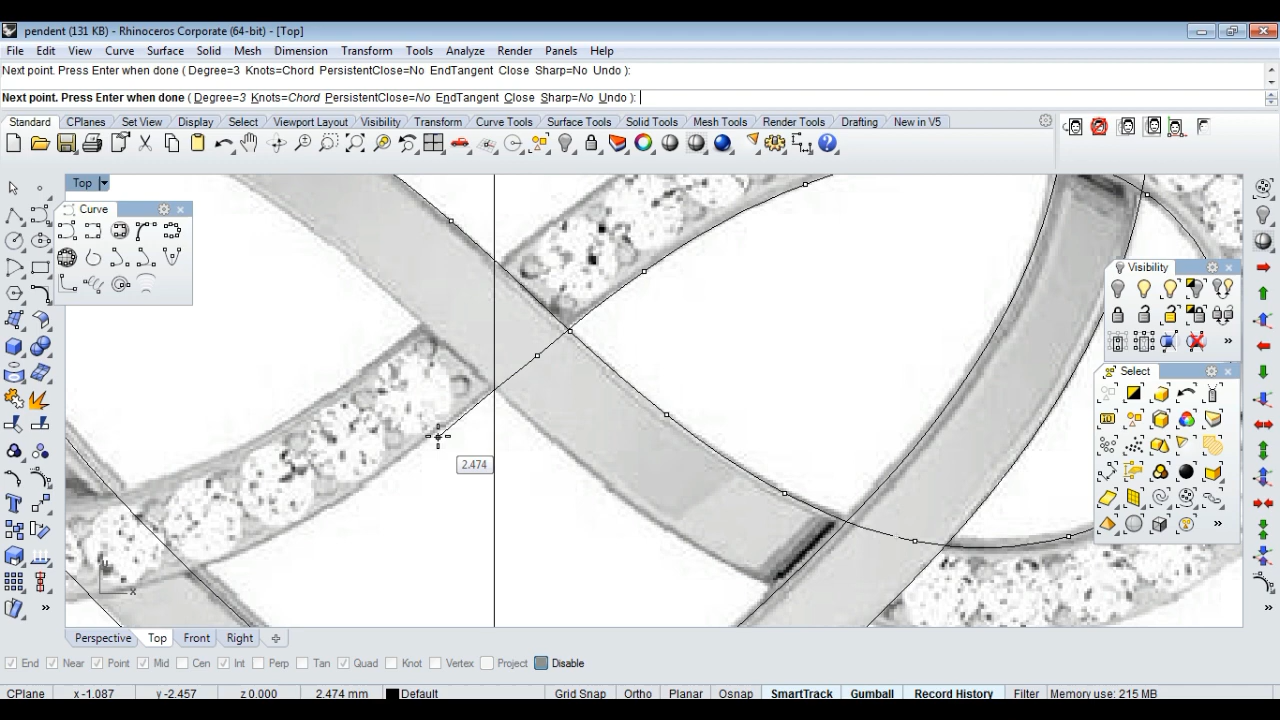 pendent (131 KB) - Rhinoceros Corporate (64-bit) - [Top]
File Edit View Curve Surface Solid Mesh Dimension Transform Tools Analyze Render Panels Help
Next point. Press Enter when done ( Degree=3 Knots=Chord PersistentClose=No EndTangent Close Sharp=No Undo ):
Next point. Press Enter when done ( Degree=3 Knots=Chord PersistentClose=No EndTangent Close Sharp=No Undo ):
Standard CPlanes Set View Display Select Viewport Layout Visibility Transform Curve Tools Surface Tools Solid Tools Mesh Tools Render Tools Drafting New in V5
Top
Curve
Visibility
Select
2.474
Perspective Top Front Right
End Near Point Mid Cen Int Perp Tan Quad Knot Vertex Project Disable
CPlane x -1.087 y -2.457 z 0.000 2.474 mm Default Grid Snap Ortho Planar Osnap SmartTrack Gumball Record History Filter Memory use: 215 MB